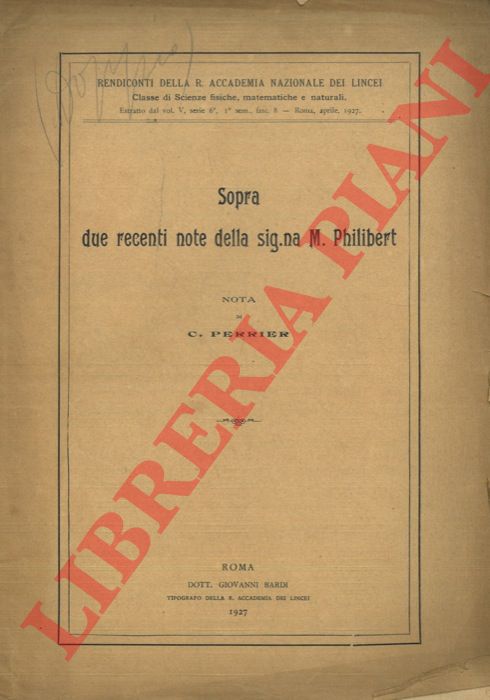 (doppio)
RENDICONTI DELLA R. ACCADEMIA NAZIONALE DEI LINCEI
Classe di Scienze fisiche, matematiche e naturali.
Estratto dal vol. V, serie 6ª, 1º sem., fasc. 8 — Roma, aprile, 1927.
Sopra
due recenti note della sig.na M. Philibert
NOTA
DI
C. PERRIER
ROMA
DOTT. GIOVANNI BARDI
TIPOGRAFO DELLA R. ACCADEMIA DEI LINCEI
1927
LIBRERIA PIANI